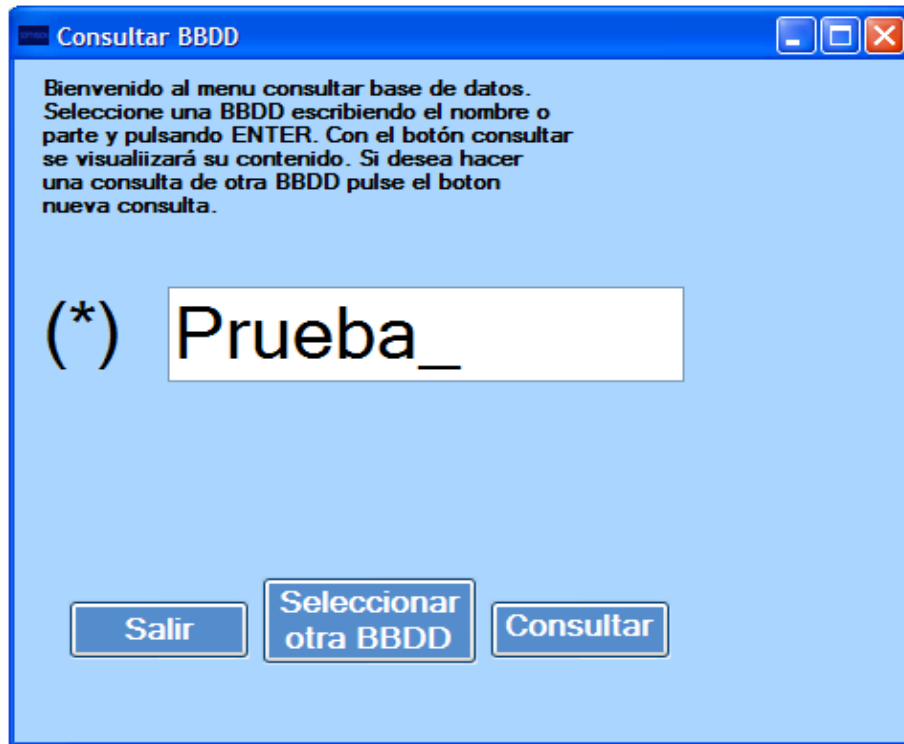 Consultar BBDD
Bienvenido al menu consultar base de datos.
Seleccione una BBDD escribiendo el nombre o
parte y pulsando ENTER. Con el botón consultar
se visualiizará su contenido. Si desea hacer
una consulta de otra BBDD pulse el boton
nueva consulta.
(*) Prueba_
Salir
Seleccionar
otra BBDD
Consultar